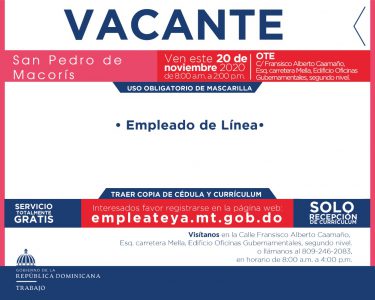 VACANTE
San Pedro de
Macorís
Ven este 20 de
noviembre 2020
de 8:00 a.m. a 2:00 p.m.
OTE
C/ Fransisco Alberto Caamaño,
Esq. carretera Mella, Edificio Oficinas
Gubernamentales, segundo nivel.
USO OBLIGATORIO DE MASCARILLA
• Empleado de Línea•
TRAER COPIA DE CÉDULA Y CURRÍCULUM
SERVICIO
TOTALMENTE
GRATIS
Interesados favor registrarse en la página web:
empleateya.mt.gob.do
SOLO
RECEPCIÓN
DE CURRÍCULUM
Visítanos en la Calle Fransisco Alberto Caamaño,
Esq. carretera Mella, Edificio Oficinas Gubernamentales, segundo nivel.
o llámanos al 809-246-2083,
en horario de 8:00 a.m. a 4:00 p.m.
GOBIERNO DE LA
REPÚBLICA DOMINICANA
TRABAJO